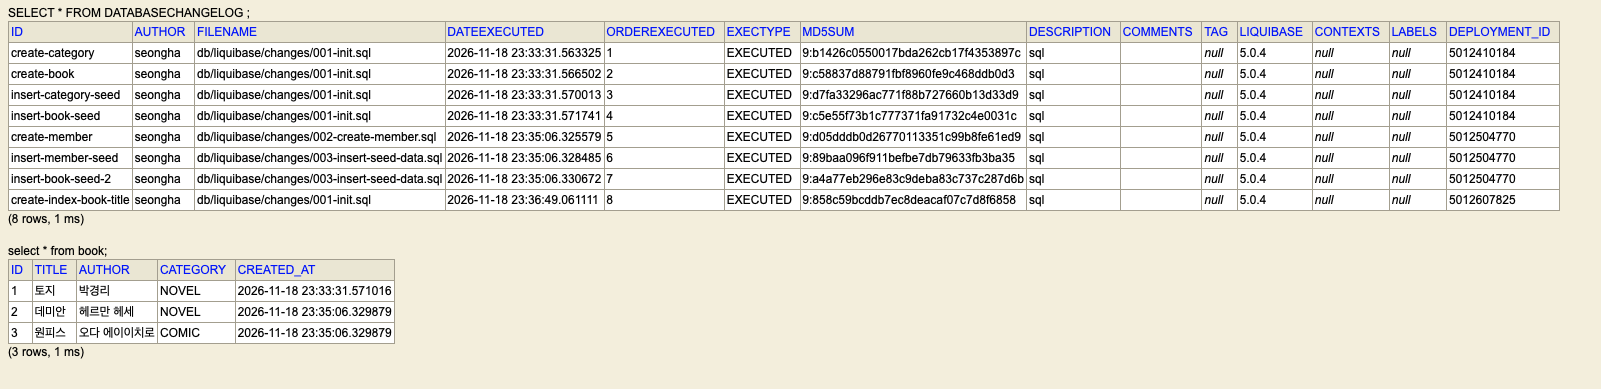 SELECT * FROM DATABASECHANGELOG ;
ID AUTHOR FILENAME DATEEXECUTED ORDEREXECUTED EXECTYPE MD5SUM DESCRIPTION COMMENTS TAG LIQUIBASE CONTEXTS LABELS DEPLOYMENT_ID
create-category seongha db/liquibase/changes/001-init.sql 2026-11-18 23:33:31.563325 1 EXECUTED 9:b1426c0550017bda262cb17f4353897c sql null 5.0.4 null null 5012410184
create-book seongha db/liquibase/changes/001-init.sql 2026-11-18 23:33:31.566502 2 EXECUTED 9:c58837d88791fbf8960fe9c468ddb0d3 sql null 5.0.4 null null 5012410184
insert-category-seed seongha db/liquibase/changes/001-init.sql 2026-11-18 23:33:31.570013 3 EXECUTED 9:d7fa33296ac771f88b727660b13d33d9 sql null 5.0.4 null null 5012410184
insert-book-seed seongha db/liquibase/changes/001-init.sql 2026-11-18 23:33:31.571741 4 EXECUTED 9:c5e55f73b1c777371fa91732c4e0031c sql null 5.0.4 null null 5012410184
create-member seongha db/liquibase/changes/002-create-member.sql 2026-11-18 23:35:06.325579 5 EXECUTED 9:d05dddb0d26770113351c99b8fe61ed9 sql null 5.0.4 null null 5012504770
insert-member-seed seongha db/liquibase/changes/003-insert-seed-data.sql 2026-11-18 23:35:06.328485 6 EXECUTED 9:89baa096f911befbe7db79633fb3ba35 sql null 5.0.4 null null 5012504770
insert-book-seed-2 seongha db/liquibase/changes/003-insert-seed-data.sql 2026-11-18 23:35:06.330672 7 EXECUTED 9:a4a77eb296e83c9deba83c737c287d6b sql null 5.0.4 null null 5012504770
create-index-book-title seongha db/liquibase/changes/001-init.sql 2026-11-18 23:36:49.061111 8 EXECUTED 9:858c59bcddb7ec8deacaf07c7d8f6858 sql null 5.0.4 null null 5012607825
(8 rows, 1 ms)
select * from book;
ID TITLE AUTHOR CATEGORY CREATED_AT
1 토지 박경리 NOVEL 2026-11-18 23:33:31.571016
2 데미안 헤르만 헤세 NOVEL 2026-11-18 23:35:06.329879
3 원피스 오다 에이이치로 COMIC 2026-11-18 23:35:06.329879
(3 rows, 1 ms)